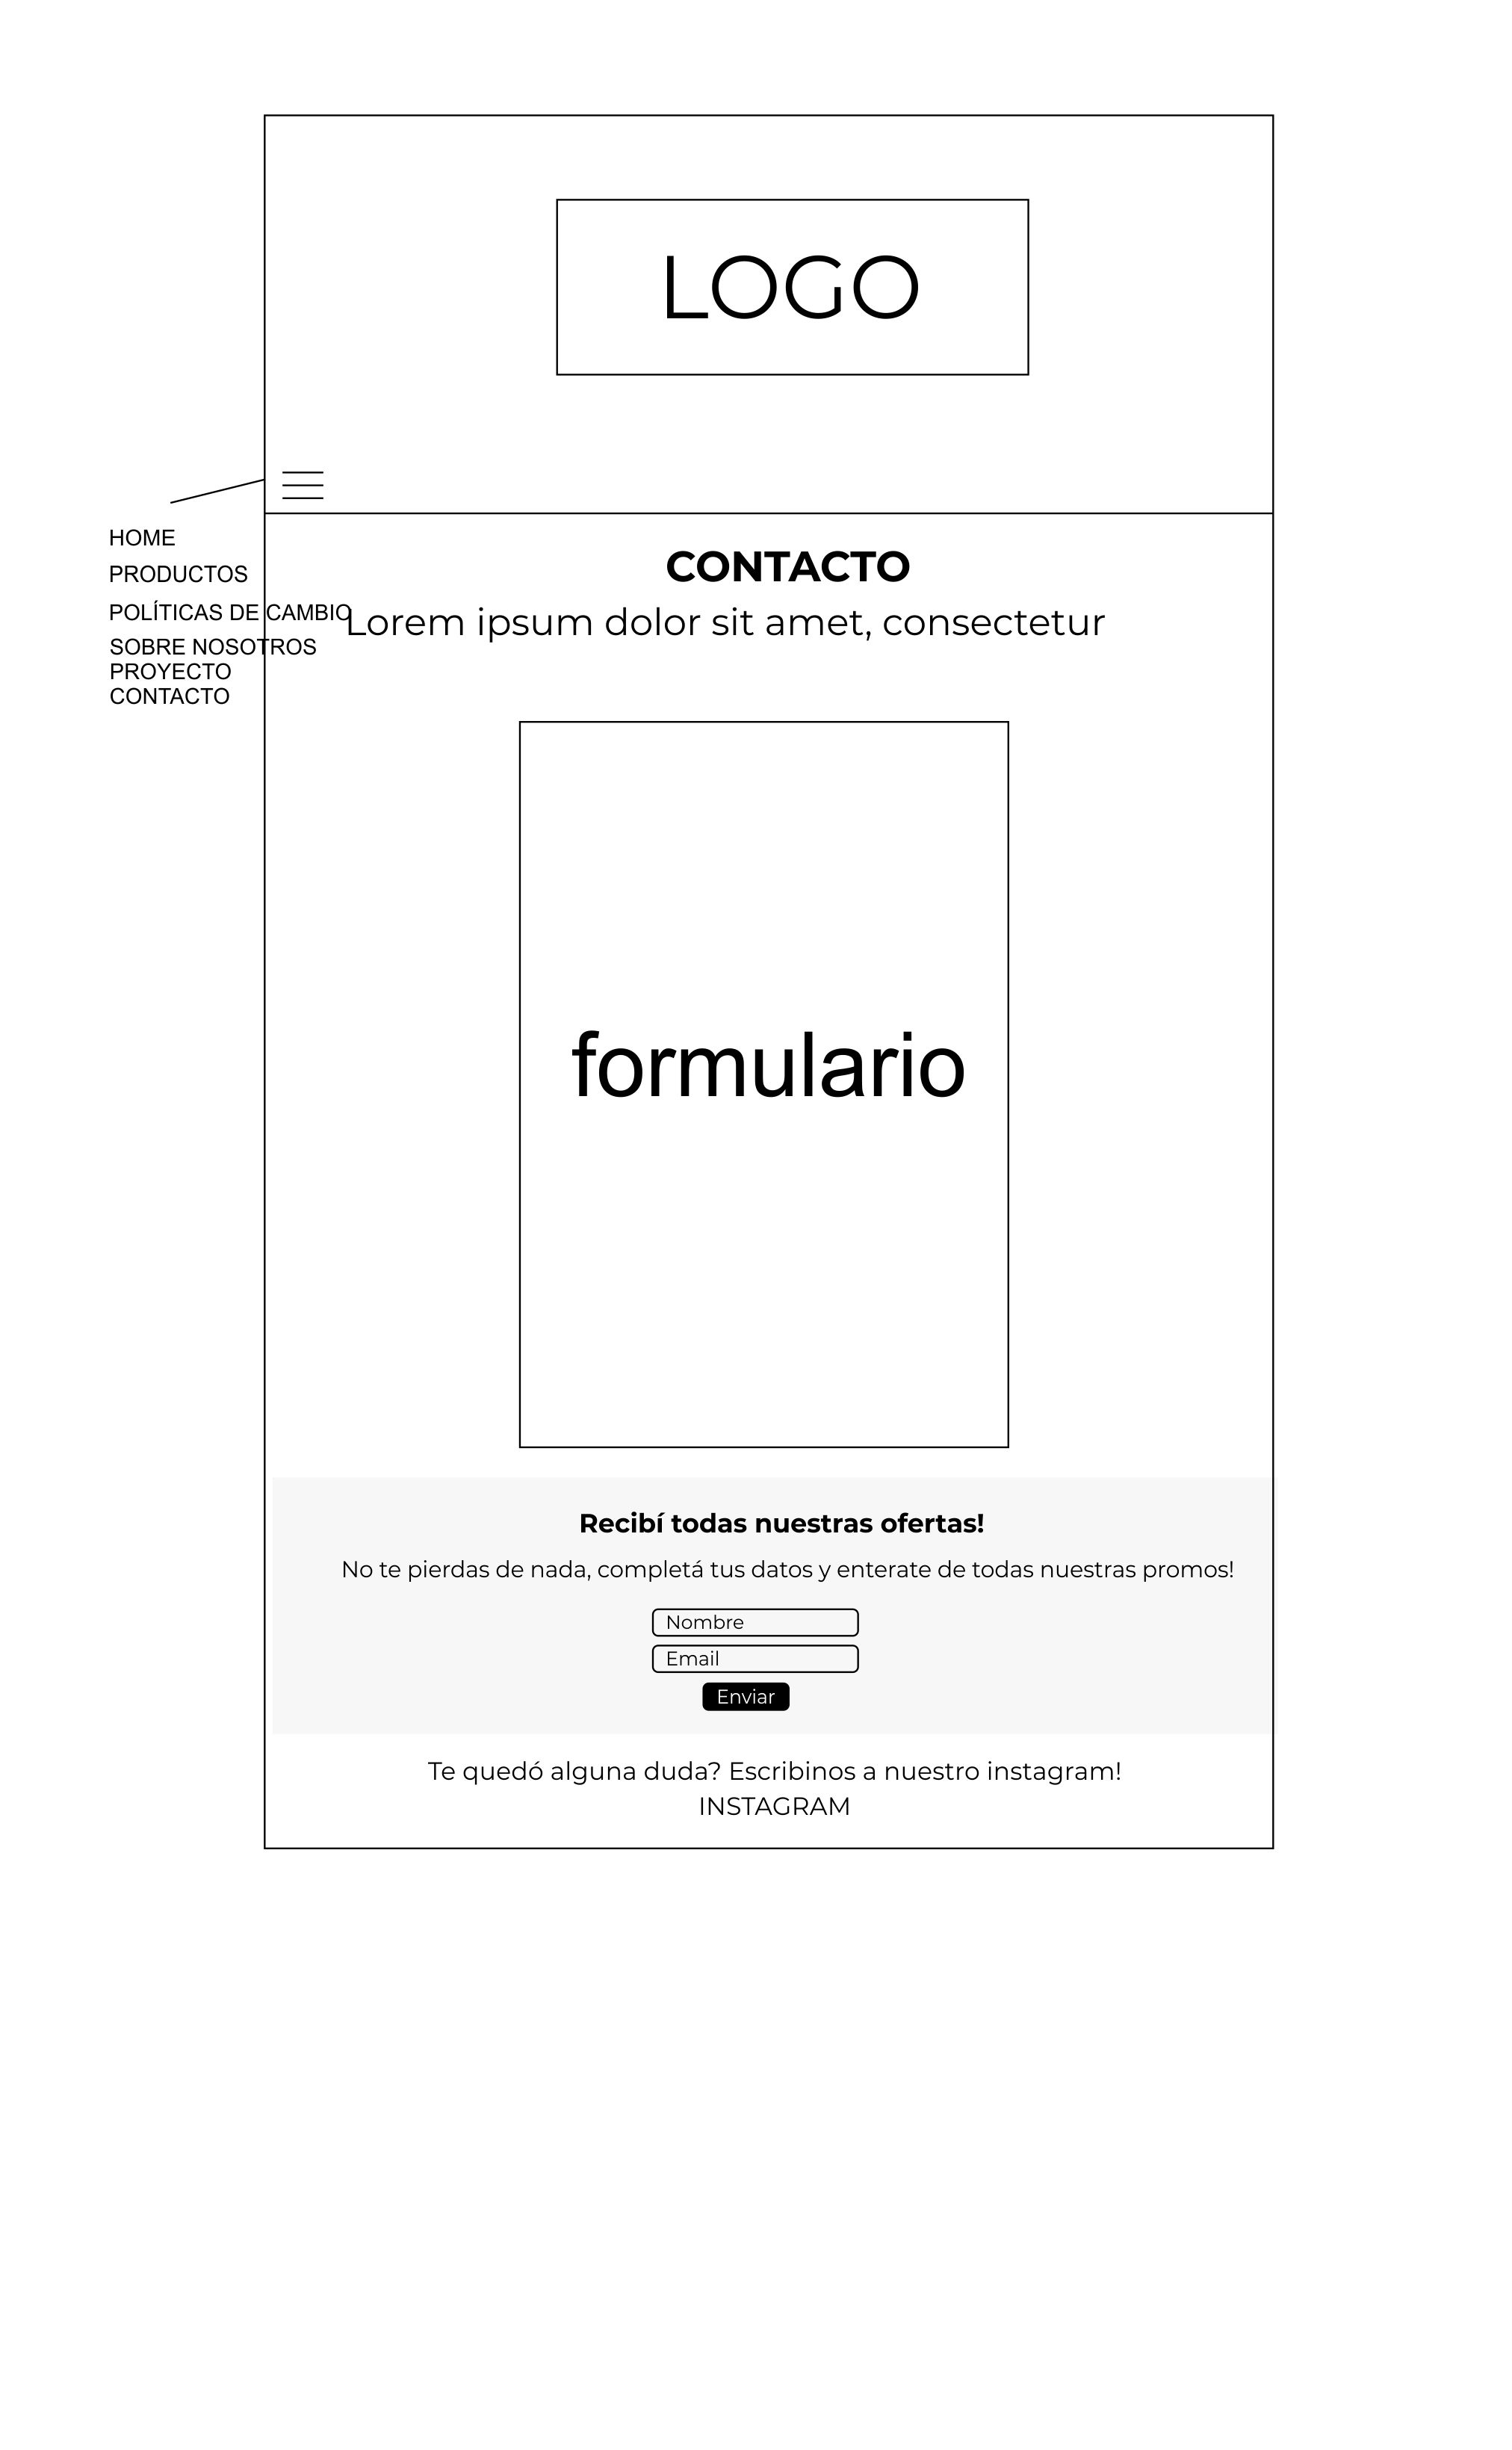 LOGO
HOME
PRODUCTOS
POLÍTICAS DE CAMBIO
SOBRE NOSOTROS
PROYECTO
CONTACTO
CONTACTO
Lorem ipsum dolor sit amet, consectetur
formulario
Recibí todas nuestras ofertas!
No te pierdas de nada, completá tus datos y enterate de todas nuestras promos!
Nombre
Email
Enviar
Te quedó alguna duda? Escribinos a nuestro instagram!
INSTAGRAM